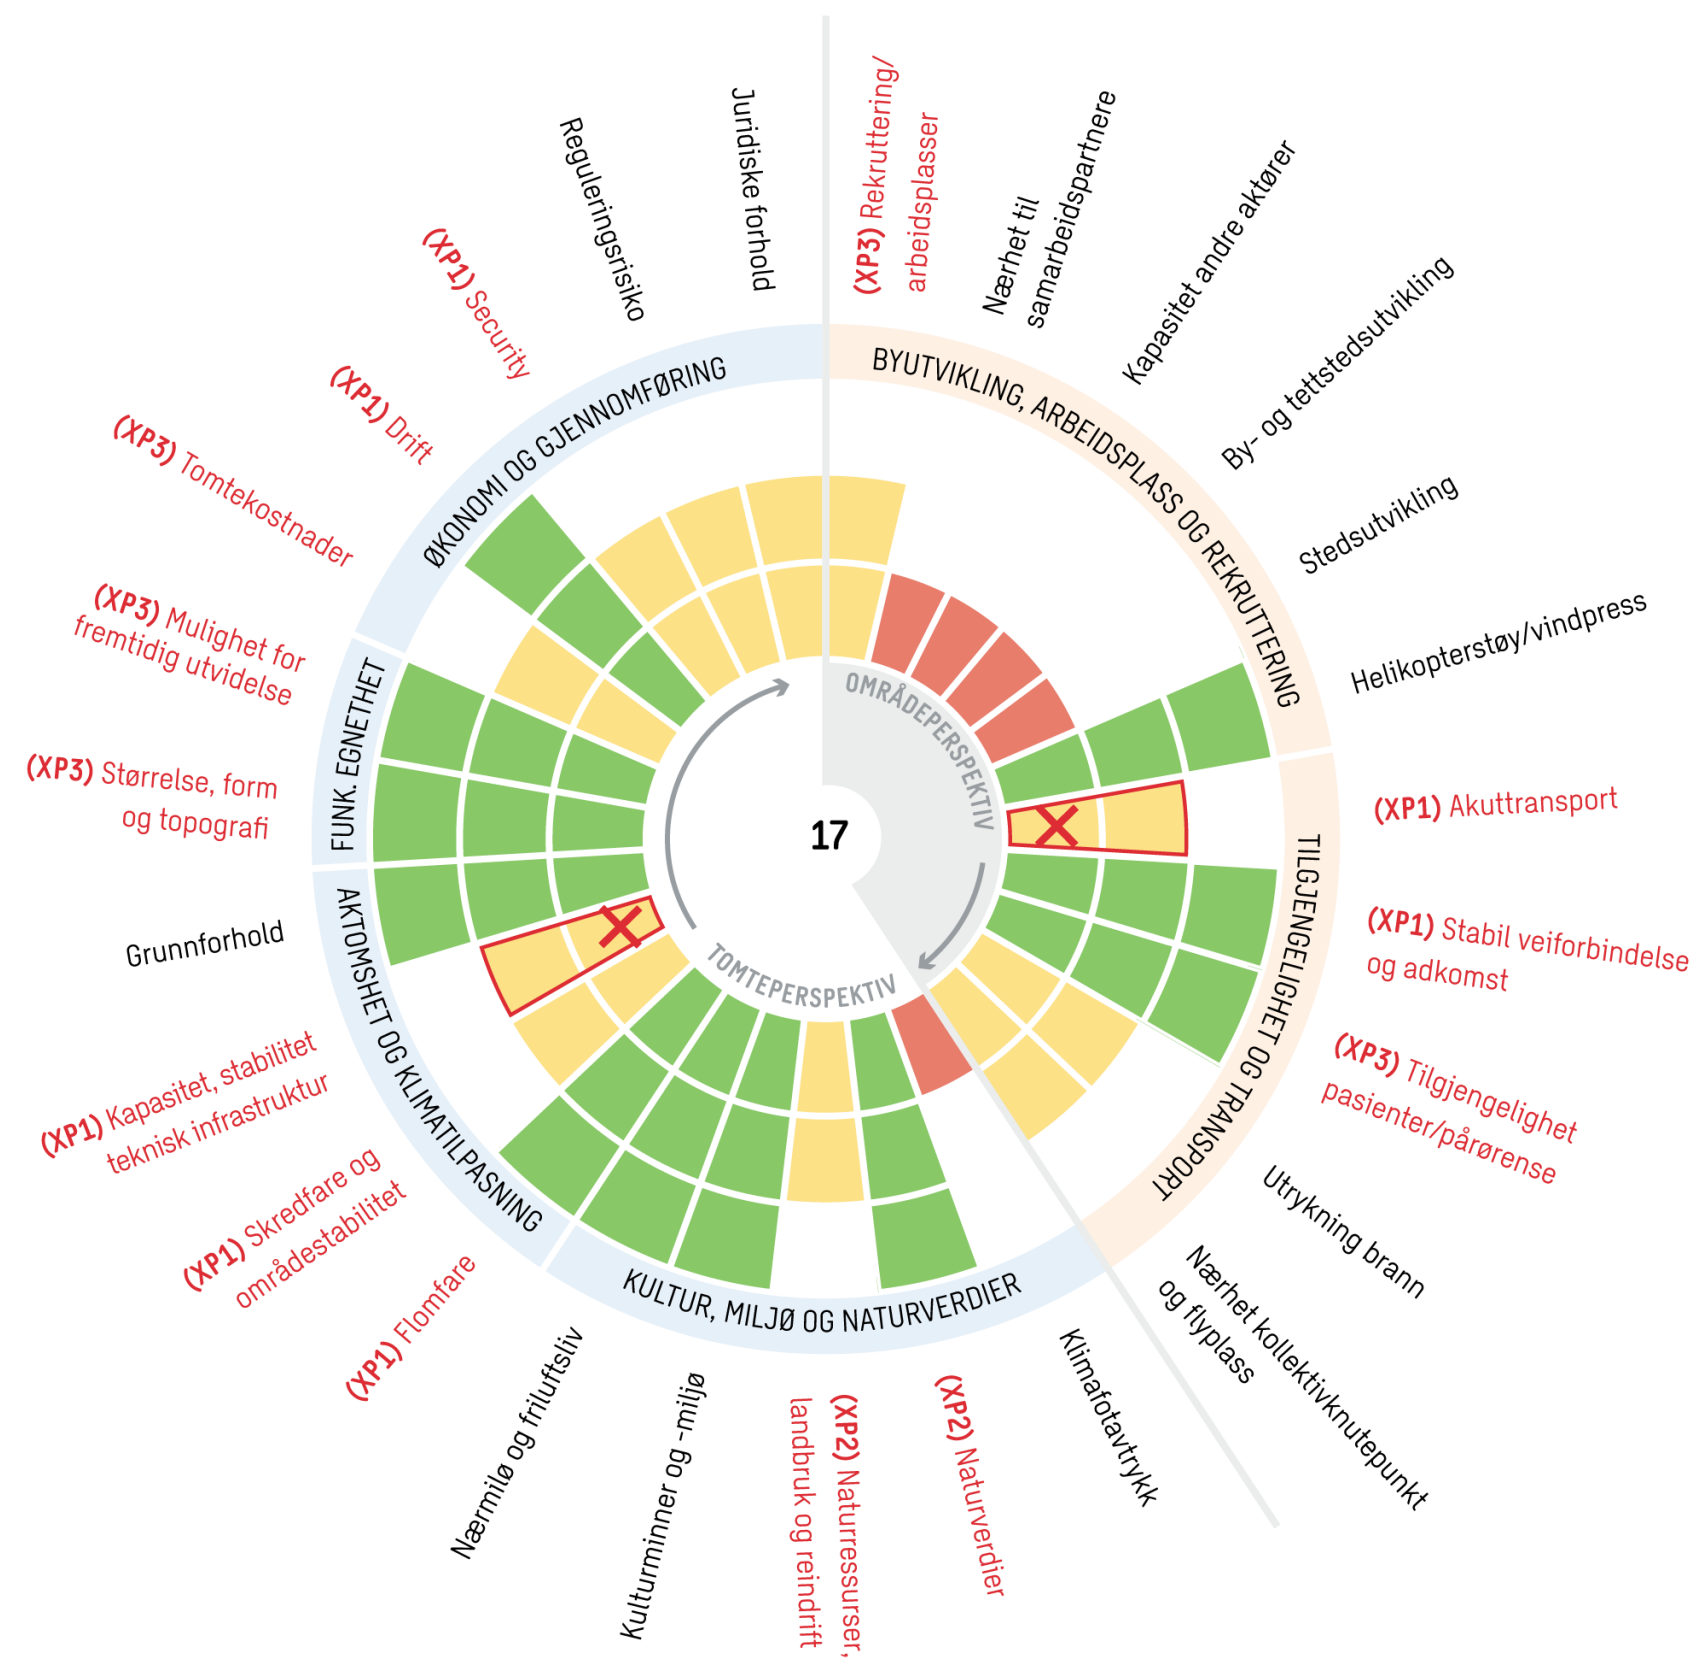 (XP3) Rekruttering/
arbeidsplasser
Nærhet til
samarbeidspartnere
Kapasitet andre aktører
By- og tettstedsutvikling
Stedsutvikling
Helikopterstøy/vindpress
(XP1) Akuttransport
(XP1) Stabil veiforbindelse
og adkomst
(XP3) Tilgjengelighet
pasienter/pårørense
Utrykning brann
Nærhet kollektivknutepunkt
og flyplass
Klimafotavtrykk
(XP2) Naturverdier
(XP2) Naturressurser,
landbruk og reindrift
Kulturminner og -miljø
Nærmilø og friluftsliv
(XP1) Flomfare
(XP1) Skredfare og
områdestabilitet
(XP1) Kapasitet, stabilitet
teknisk infrastruktur
Grunnforhold
(XP3) Størrelse, form
og topografi
(XP3) Mulighet for
fremtidig utvidelse
(XP3) Tomtekostnader
(XP1) Drift
(XP1) Security
Reguleringsrisiko
Juridiske forhold
BYUTVIKLING, ARBEIDSPLASS OG REKRUTTERING
TILGJENGELIGHET OG TRANSPORT
KULTUR, MILJØ OG NATURVERDIER
AKTOMSHET OG KLIMATILPASNING
FUNK. EGNETHET
ØKONOMI OG GJENNOMFØRING
OMRÅDEPERSPEKTIV
TOMTEPERSPEKTIV
17